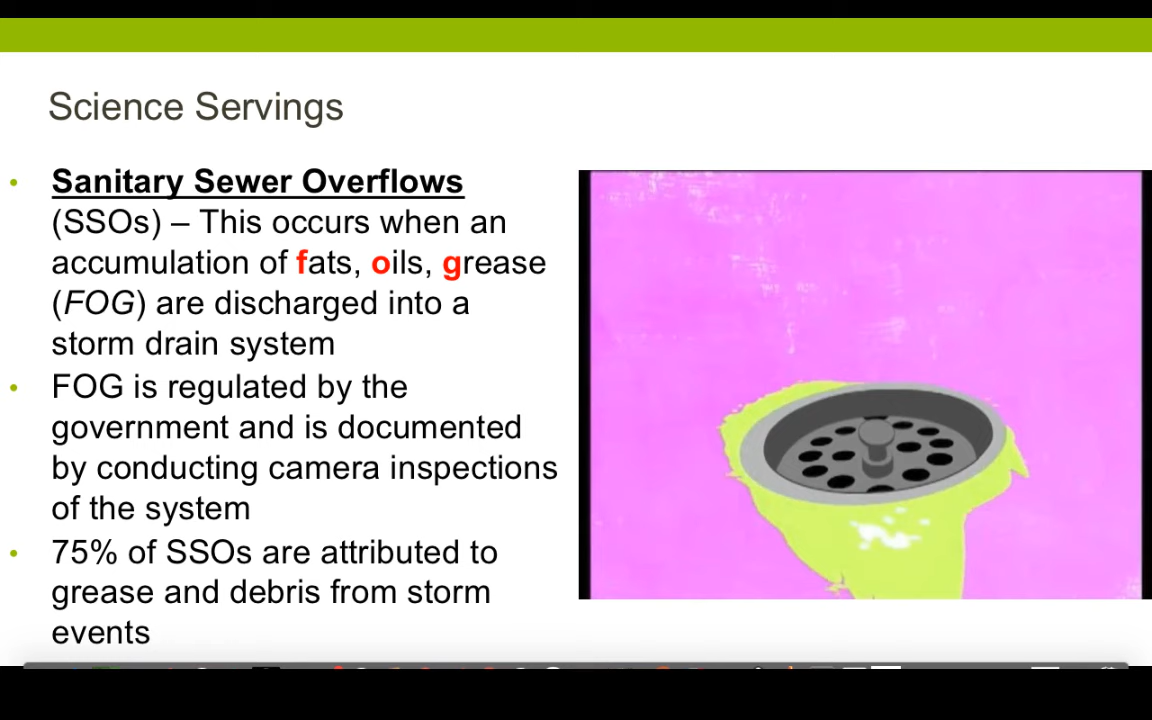 Science Servings
• Sanitary Sewer Overflows
(SSOs) – This occurs when an
accumulation of fats, oils, grease
(FOG) are discharged into a
storm drain system
• FOG is regulated by the
government and is documented
by conducting camera inspections
of the system
• 75% of SSOs are attributed to
grease and debris from storm
events